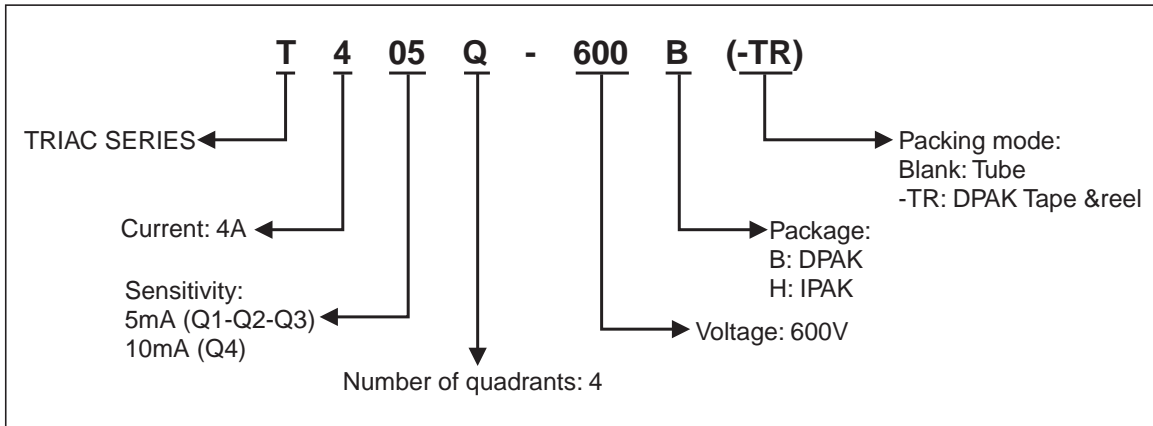 T 4 05 Q - 600 B (-TR)
TRIAC SERIES
Current: 4A
Sensitivity:
5mA (Q1-Q2-Q3)
10mA (Q4)
Number of quadrants: 4
Voltage: 600V
Package:
B: DPAK
H: IPAK
Packing mode:
Blank: Tube
-TR: DPAK Tape &reel